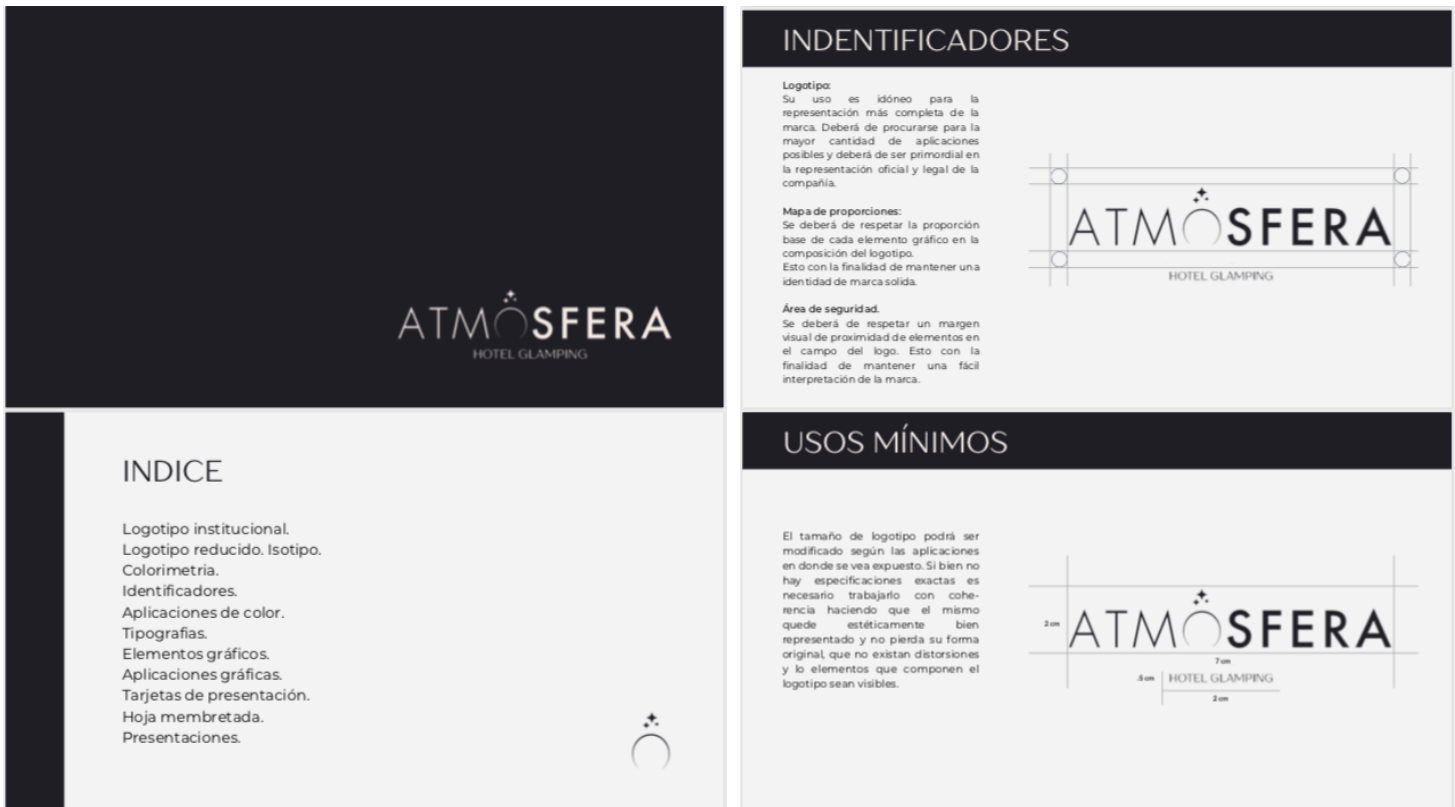 ATMOSFERA
HOTEL GLAMPING
INDICE
Logotipo institucional.
Logotipo reducido. Isotipo.
Colorimetria.
Identificadores.
Aplicaciones de color.
Tipografias.
Elementos gráficos.
Aplicaciones gráficas.
Tarjetas de presentación.
Hoja membretada.
Presentaciones.
INDENTIFICADORES
Logotipo:
Su uso es idóneo para la
representación más completa de la
marca. Deberá de procurarse para la
mayor cantidad de aplicaciones
posibles y deberá de ser primordial en
la representación oficial y legal de la
compañía.
Mapa de proporciones:
Se deberá de respetar la proporción
base de cada elemento gráfico en la
composición del logotipo.
Esto con la finalidad de mantener una
identidad de marca solida.
Área de seguridad.
Se deberá de respetar un margen
visual de proximidad de elementos en
el campo del logo. Esto con la
finalidad de mantener una fácil
interpretación de la marca.
ATMOSFERA
HOTEL GLAMPING
USOS MÍNIMOS
El tamaño de logotipo podrá ser
modificado según las aplicaciones
en donde se vea expuesto. Si bien no
hay especificaciones exactas es
necesario trabajarlo con cohe-
rencia haciendo que el mismo
quede estéticamente bien
representado y no pierda su forma
original, que no existan distorsiones
y lo elementos que componen el
logotipo sean visibles.
2 cm
ATMOSFERA
7 cm
.5 cm
HOTEL GLAMPING
2 cm